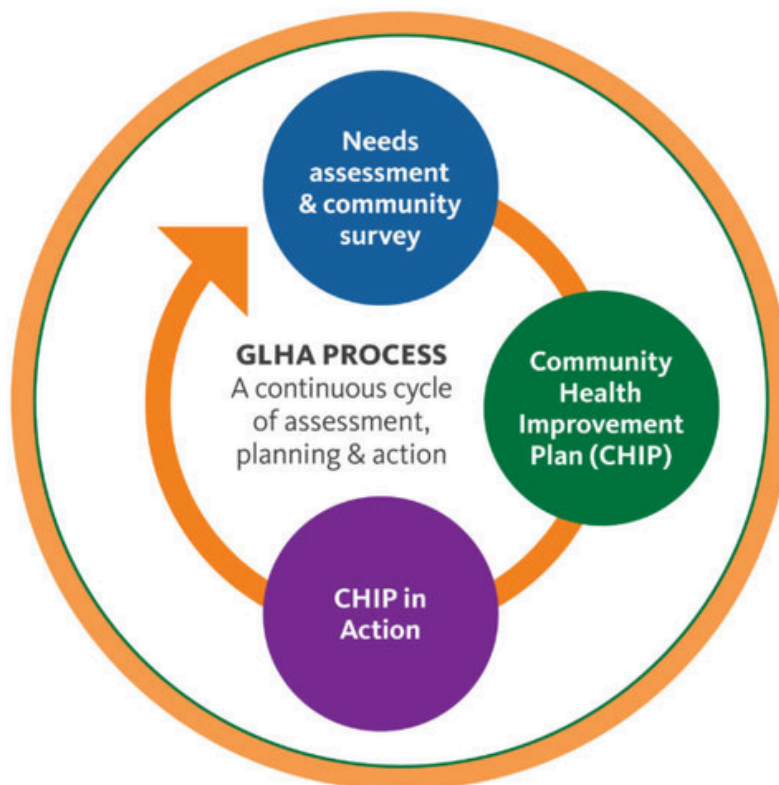 Needs
assessment
& community
survey
GLHA PROCESS
A continuous cycle
of assessment,
planning & action
Community
Health
Improvement
Plan (CHIP)
CHIP in
Action